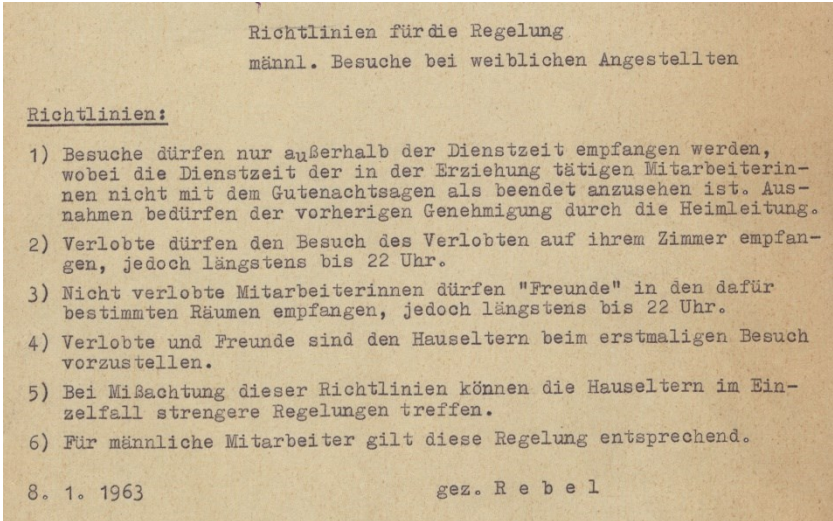 Richtlinien für die Regelung
männl. Besuche bei weiblichen Angestellten
Richtlinien:
1) Besuche dürfen nur außerhalb der Dienstzeit empfangen werden,
wobei die Dienstzeit der in der Erziehung tätigen Mitarbeiterin-
nen nicht mit dem Gutenachtsagen als beendet anzusehen ist. Aus-
nahmen bedürfen der vorherigen Genehmigung durch die Heimleitung.
2) Verlobte dürfen den Besuch des Verlobten auf ihrem Zimmer empfan-
gen, jedoch längstens bis 22 Uhr.
3) Nicht verlobte Mitarbeiterinnen dürfen "Freunde" in den dafür
bestimmten Räumen empfangen, jedoch längstens bis 22 Uhr.
4) Verlobte und Freunde sind den Hauseltern beim erstmaligen Besuch
vorzustellen.
5) Bei Mißachtung dieser Richtlinien können die Hauseltern im Ein-
zelfall strengere Regelungen treffen.
6) Für männliche Mitarbeiter gilt diese Regelung entsprechend.
8. 1. 1963 gez. R e b e l